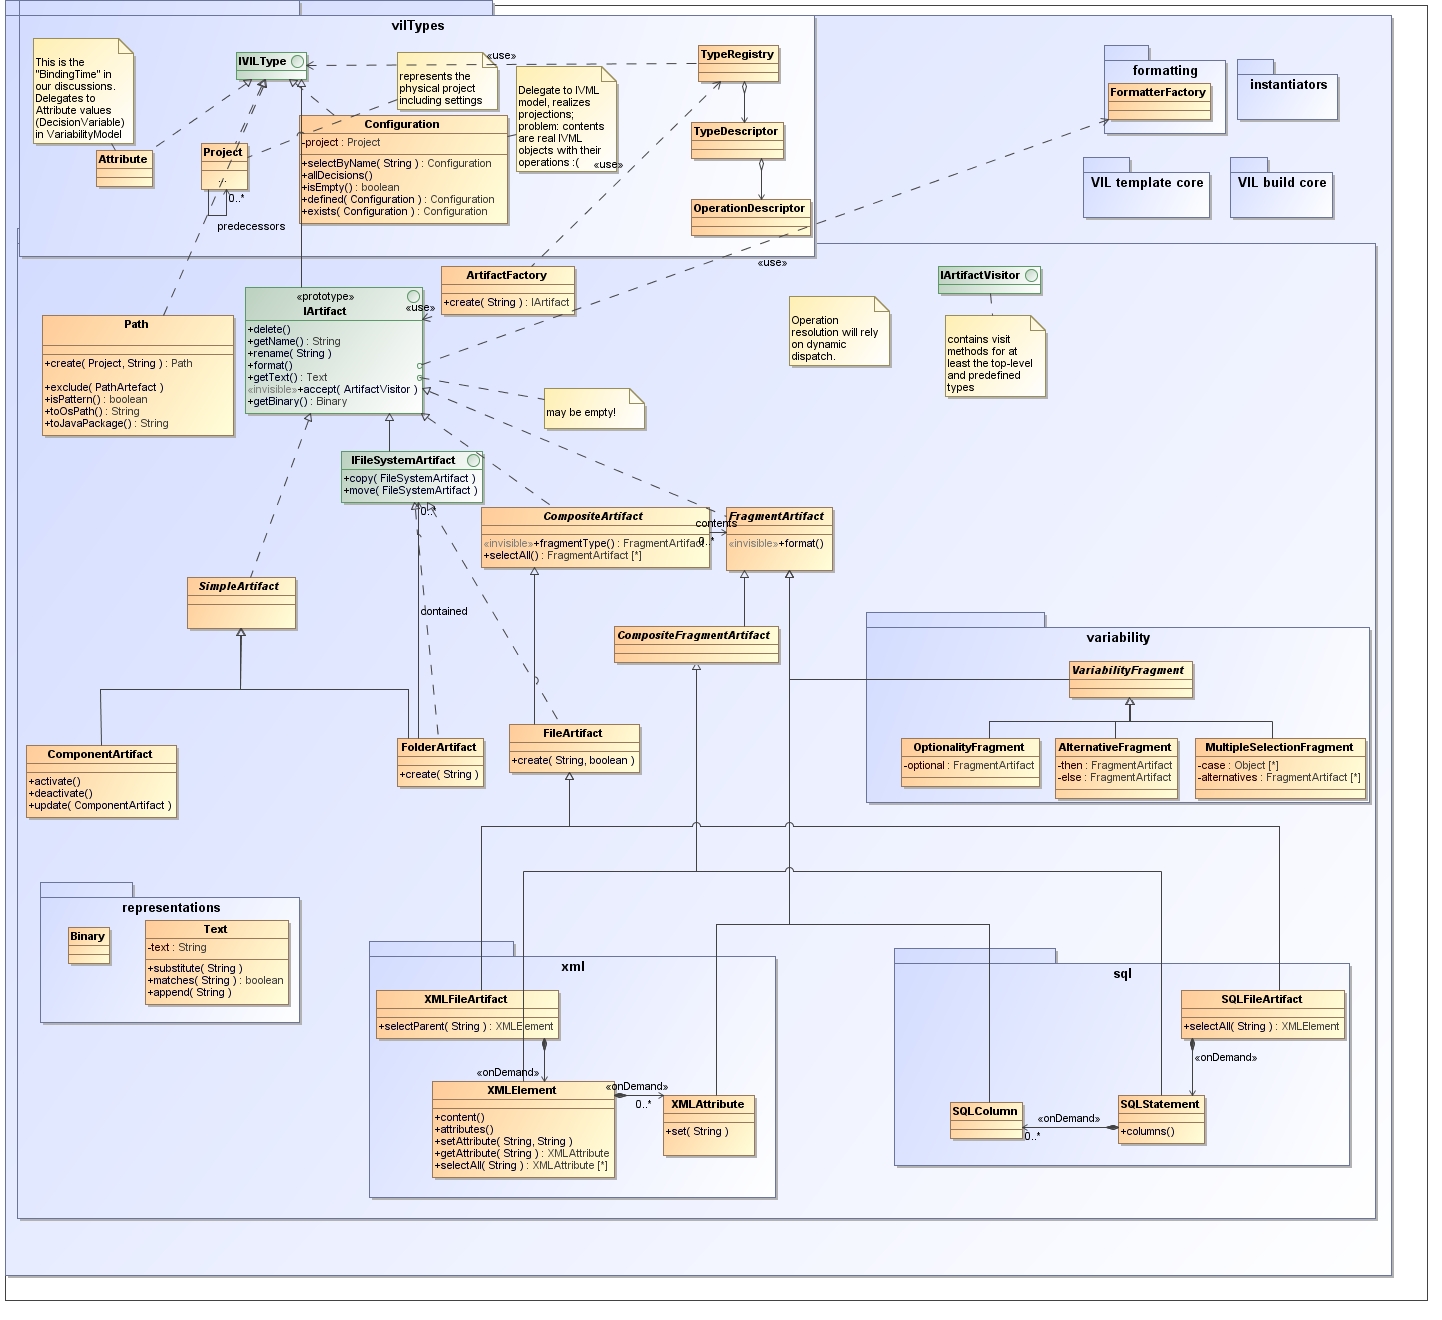 vilTypes
This is the
"BindingTime" in
our discussions.
Delegates to
Attribute values
(DecisionVariable)
in VariabilityModel
IVILType
represents the
physical project
including settings
«use»
Delegate to IVML
model, realizes
projections;
problem: contents
are real IVML
objects with their
operations :(
«use»
TypeRegistry
TypeDescriptor
OperationDescriptor
Attribute
Project
0..*
predecessors
Configuration
-project : Project
+selectByName( String ) : Configuration
+allDecisions()
+isEmpty() : boolean
+defined( Configuration ) : Configuration
+exists( Configuration ) : Configuration
formatting
FormatterFactory
instantiators
VIL template core
VIL build core
«use»
ArtifactFactory
+create( String ) : IArtifact
«use»
«prototype»
IArtifact
+delete()
+getName() : String
+rename( String )
+format()
+getText() : Text
«invisible»+accept( ArtifactVisitor )
+getBinary() : Binary
Path
+create( Project, String ) : Path
+exclude( PathArtefact )
+isPattern() : boolean
+toOsPath() : String
+toJavaPackage() : String
Operation
resolution will rely
on dynamic
dispatch.
IArtifactVisitor
contains visit
methods for at
least the top-level
and predefined
types
may be empty!
IFileSystemArtifact
+copy( FileSystemArtifact )
+move( FileSystemArtifact )
0..*
contained
CompositeArtifact
«invisible»+fragmentType() : FragmentArtifact
+selectAll() : FragmentArtifact [*]
contents
0..*
FragmentArtifact
«invisible»+format()
SimpleArtifact
CompositeFragmentArtifact
variability
VariabilityFragment
OptionalityFragment
-optional : FragmentArtifact
AlternativeFragment
-then : FragmentArtifact
-else : FragmentArtifact
MultipleSelectionFragment
-case : Object [*]
-alternatives : FragmentArtifact [*]
ComponentArtifact
+activate()
+deactivate()
+update( ComponentArtifact )
FolderArtifact
+create( String )
FileArtifact
+create( String, boolean )
representations
Binary
Text
-text : String
+substitute( String )
+matches( String ) : boolean
+append( String )
xml
XMLFileArtifact
+selectParent( String ) : XMLElement
«onDemand»
XMLElement
+content()
+attributes()
+setAttribute( String, String )
+getAttribute( String ) : XMLAttribute
+selectAll( String ) : XMLAttribute [*]
«onDemand»
0..*
XMLAttribute
+set( String )
sql
SQLFileArtifact
+selectAll( String ) : XMLElement
«onDemand»
SQLColumn
«onDemand»
0..*
SQLStatement
+columns()